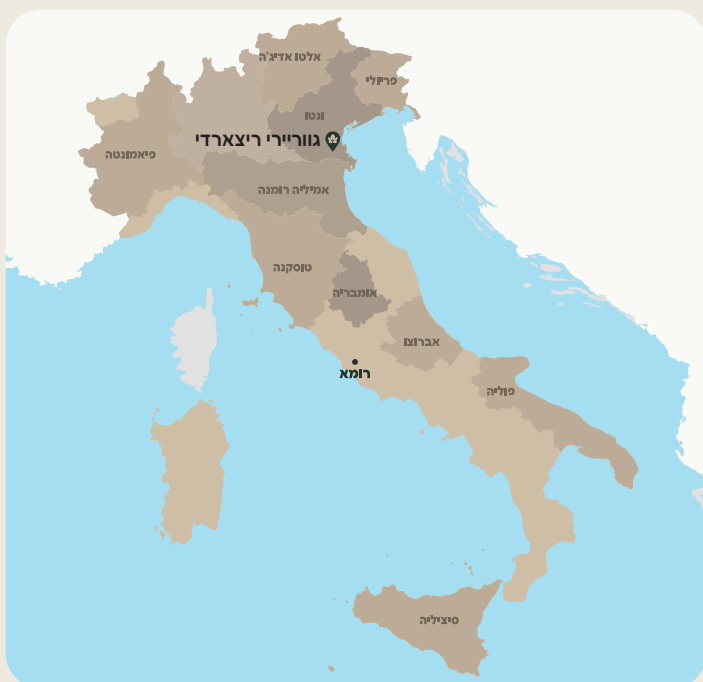 אלטו אדיג'ה
פריולי
ונטו
גווריירי ריצארדי
פיאמונטה
אמיליה רומנה
טוסקנה
אומבריה
אברוצו
רומא
פוליה
סיציליה